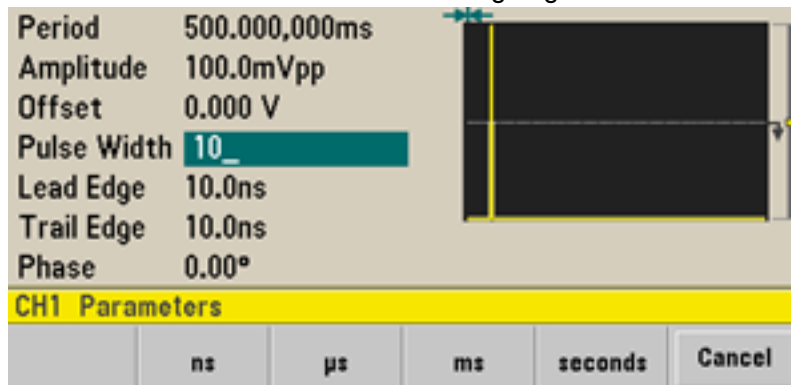 Period 500.000,000ms
Amplitude 100.0mVpp
Offset 0.000 V
Pulse Width 10_
Lead Edge 10.0ns
Trail Edge 10.0ns
Phase 0.00°
CH1 Parameters
ns µs ms seconds Cancel